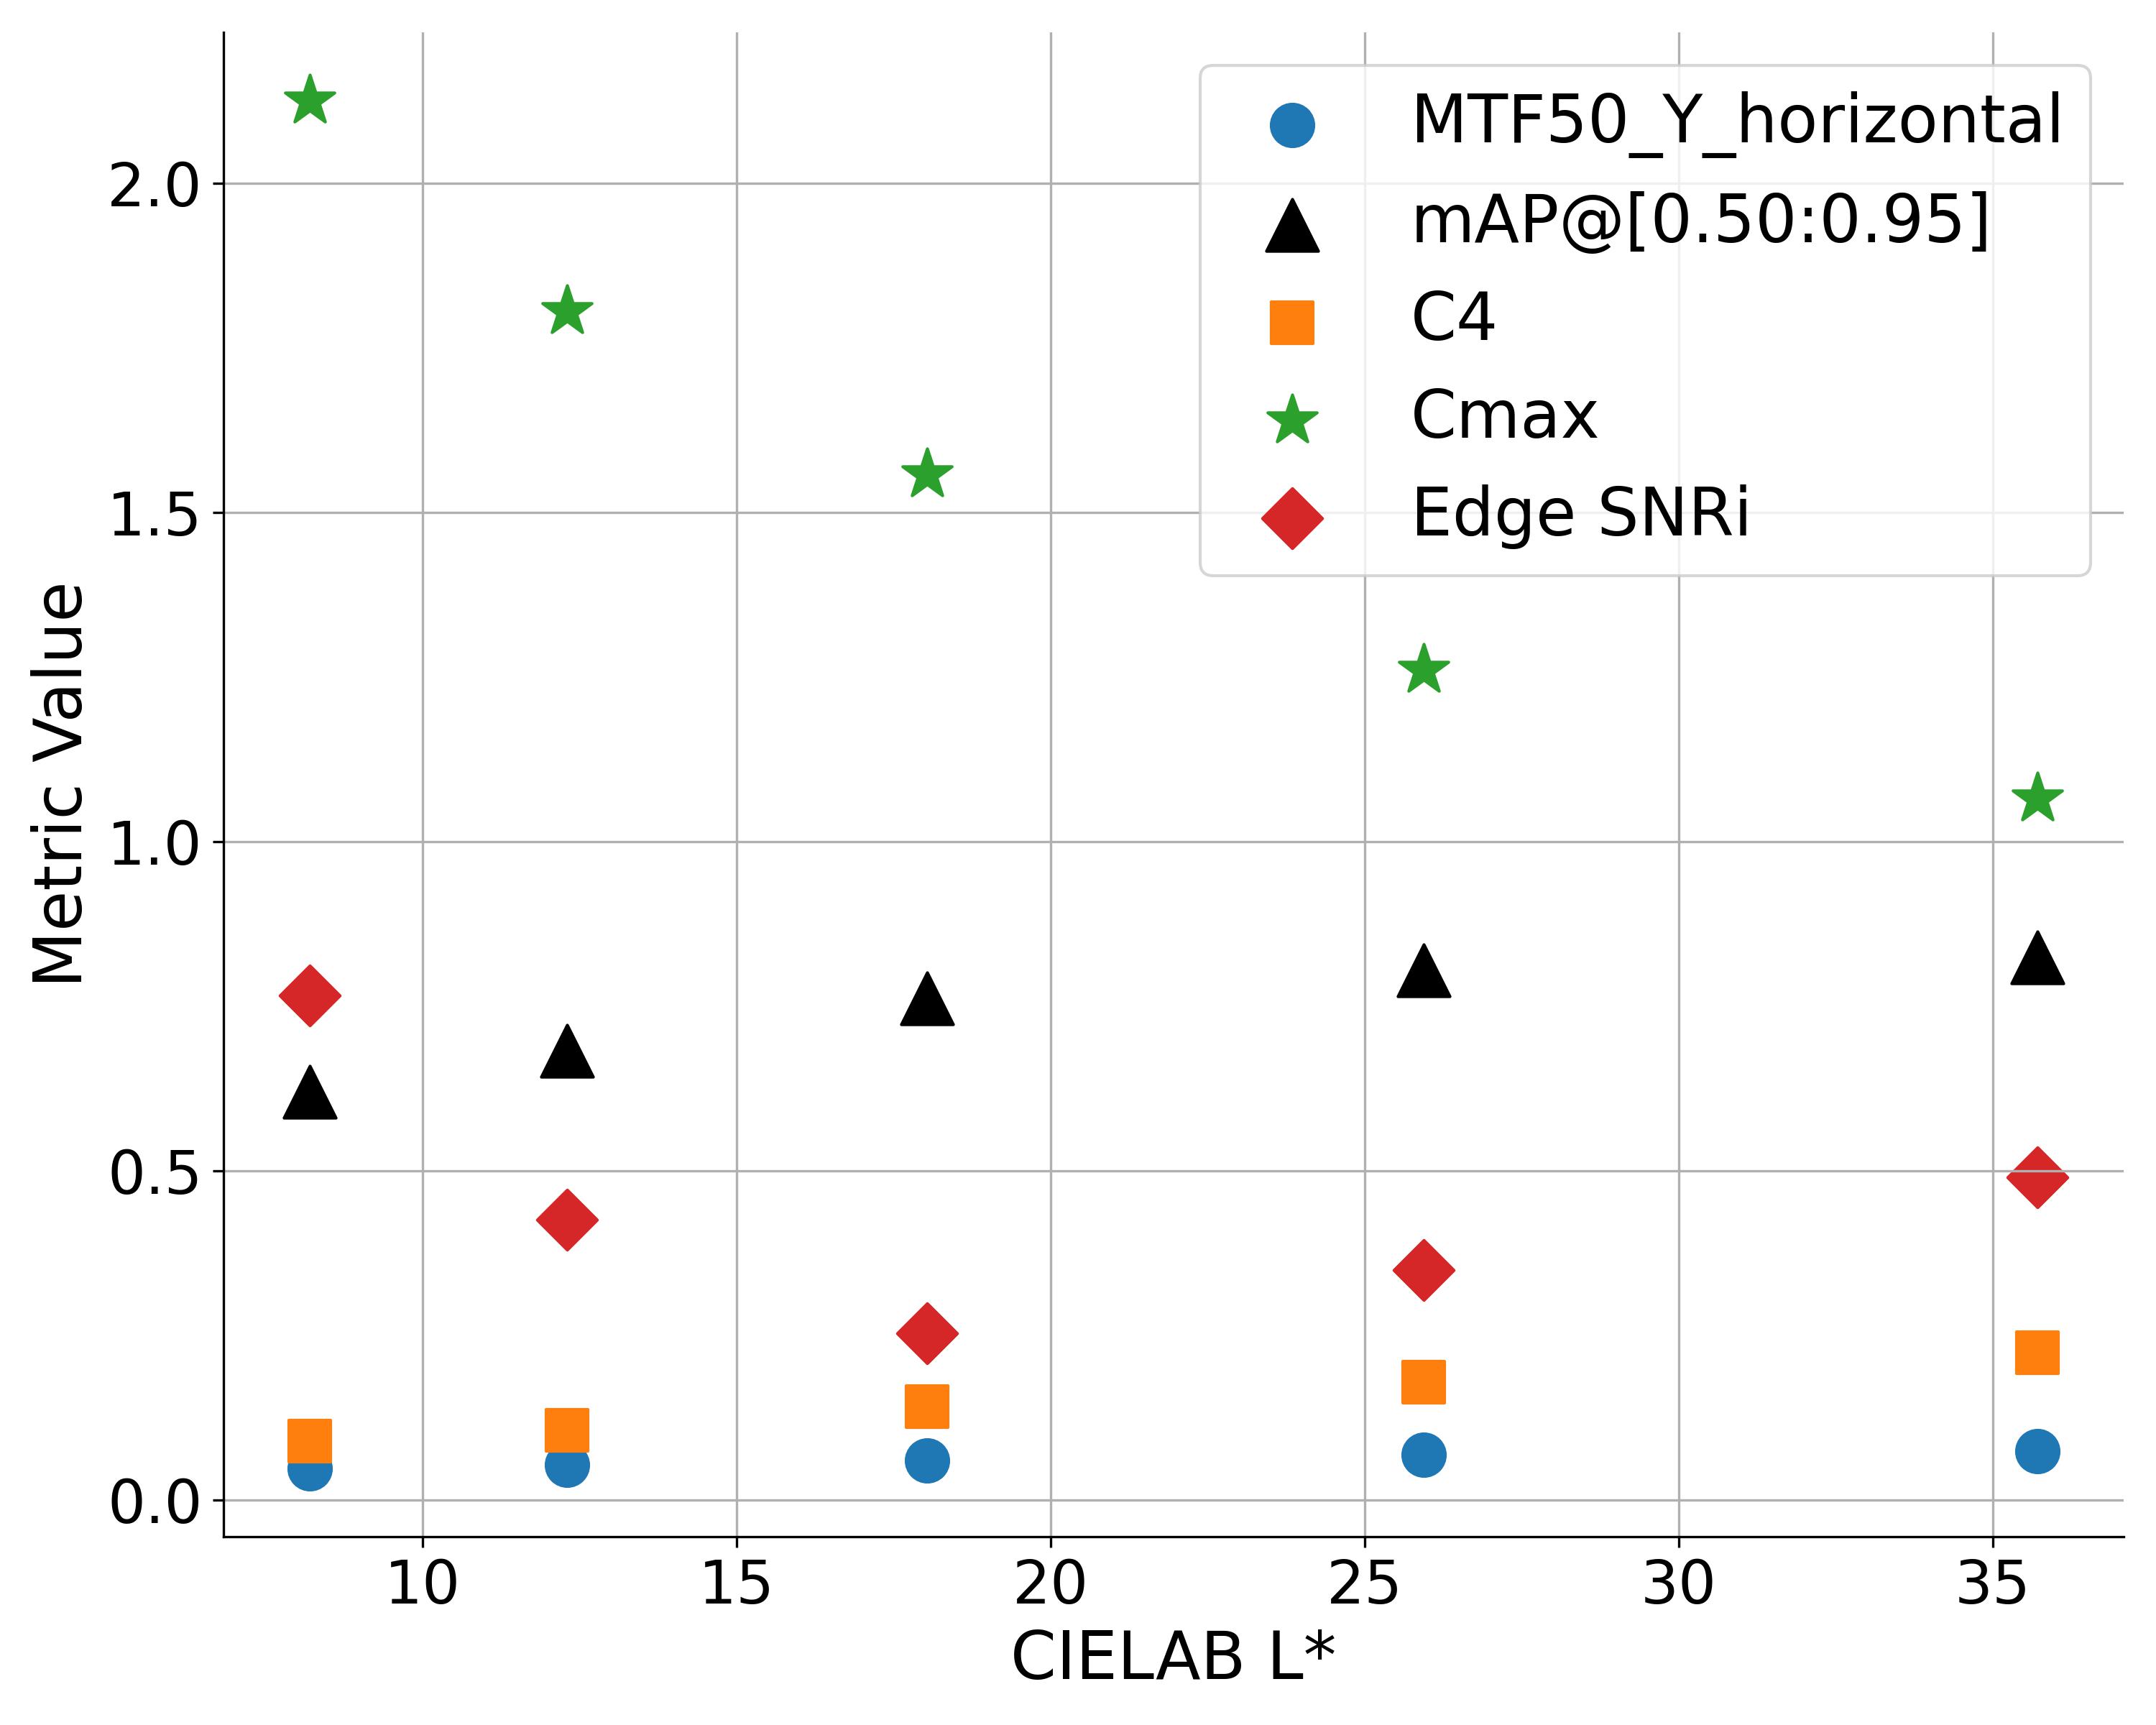 MTF50_Y_horizontal
mAP@[0.50:0.95]
C4
Cmax
Edge SNRi
Metric Value
2.0
1.5
1.0
0.5
0.0
10 15 20 25 30 35
CIELAB L*